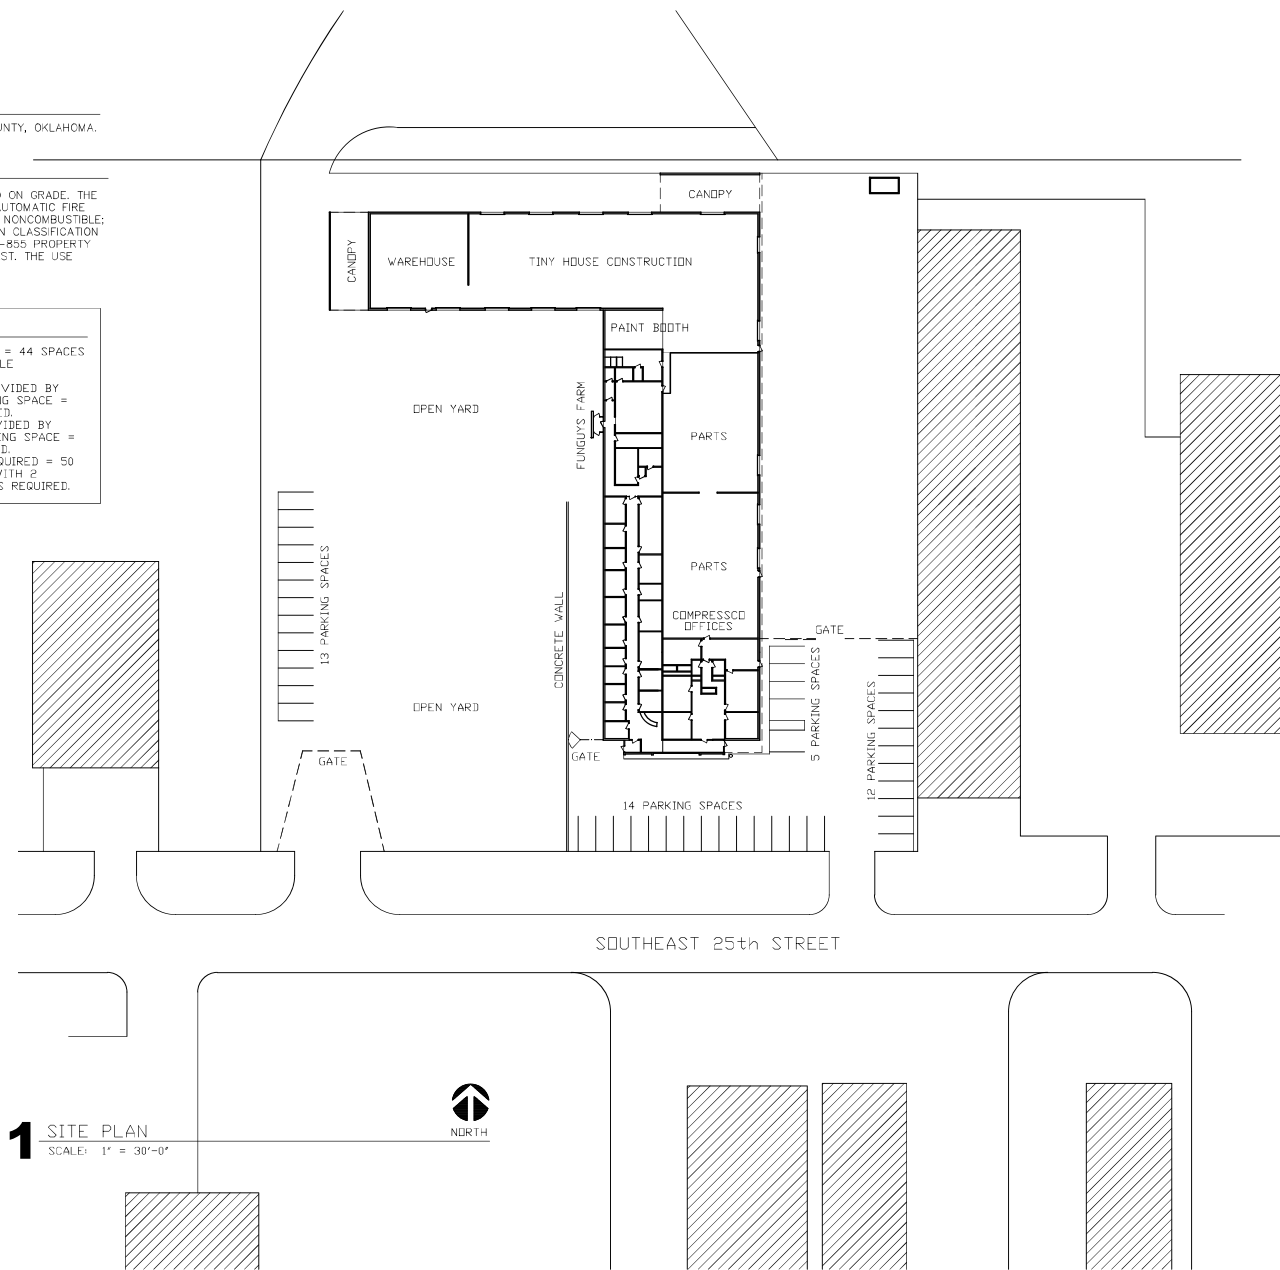 UNTY, OKLAHOMA.
ON GRADE. THE
UTOMATIC FIRE
NONCOMBUSTIBLE;
N CLASSIFICATION
-855 PROPERTY
ST. THE USE
= 44 SPACES
LE
VIDED BY
NG SPACE =
ED.
VIDED BY
NG SPACE =
D.
QUIRED = 50
WITH 2
S REQUIRED.
CANOPY
CANOPY
WAREHOUSE
TINY HOUSE CONSTRUCTION
PAINT BOOTH
OPEN YARD
FUNGUYS FARM
PARTS
13 PARKING SPACES
CONCRETE WALL
PARTS
COMPRESSCO
OFFICES
GATE
5 PARKING SPACES
12 PARKING SPACES
OPEN YARD
GATE
GATE
14 PARKING SPACES
SOUTHEAST 25th STREET
NORTH
1 SITE PLAN
SCALE: 1" = 30'-0"